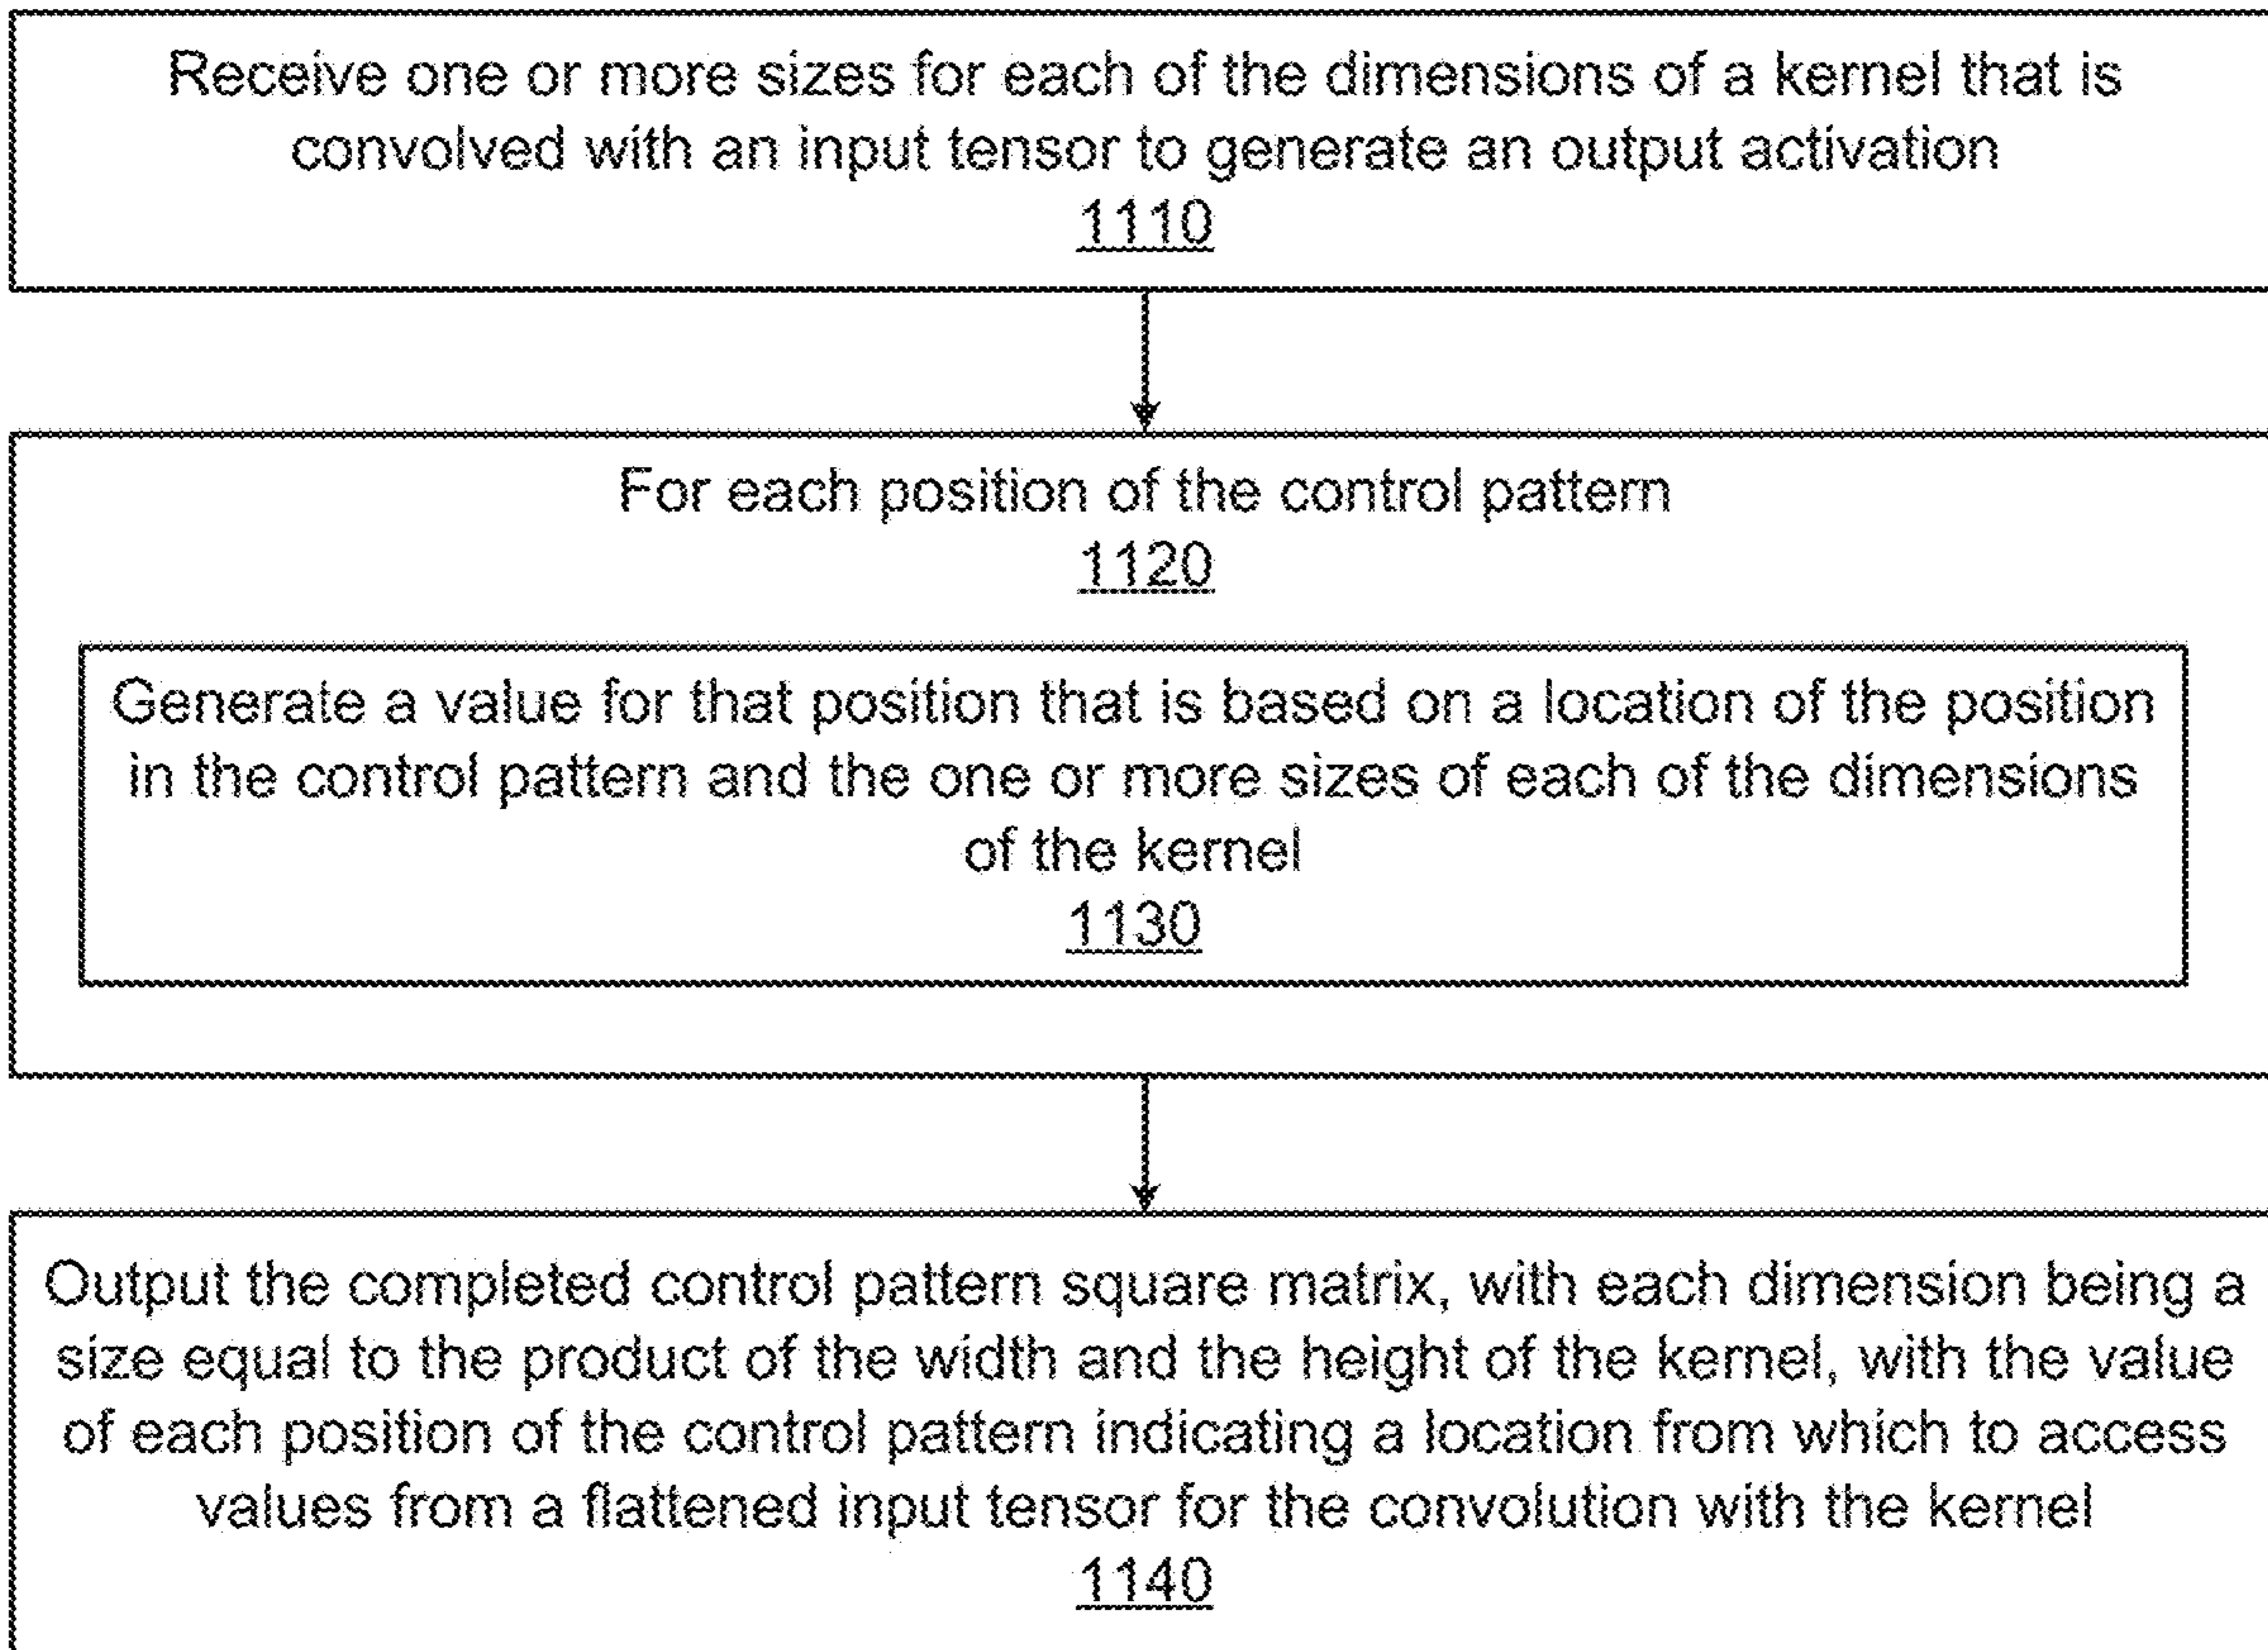 Receive one or more sizes for each of the dimensions of a kernel that is
convolved with an input tensor to generate an output activation
1110
For each position of the control pattern
1120
Generate a value for that position that is based on a location of the position
in the control pattern and the one or more sizes of each of the dimensions
of the kernel
1130
Output the completed control pattern square matrix, with each dimension being a
size equal to the product of the width and the height of the kernel, with the value
of each position of the control pattern indicating a location from which to access
values from a flattened input tensor for the convolution with the kernel
1140